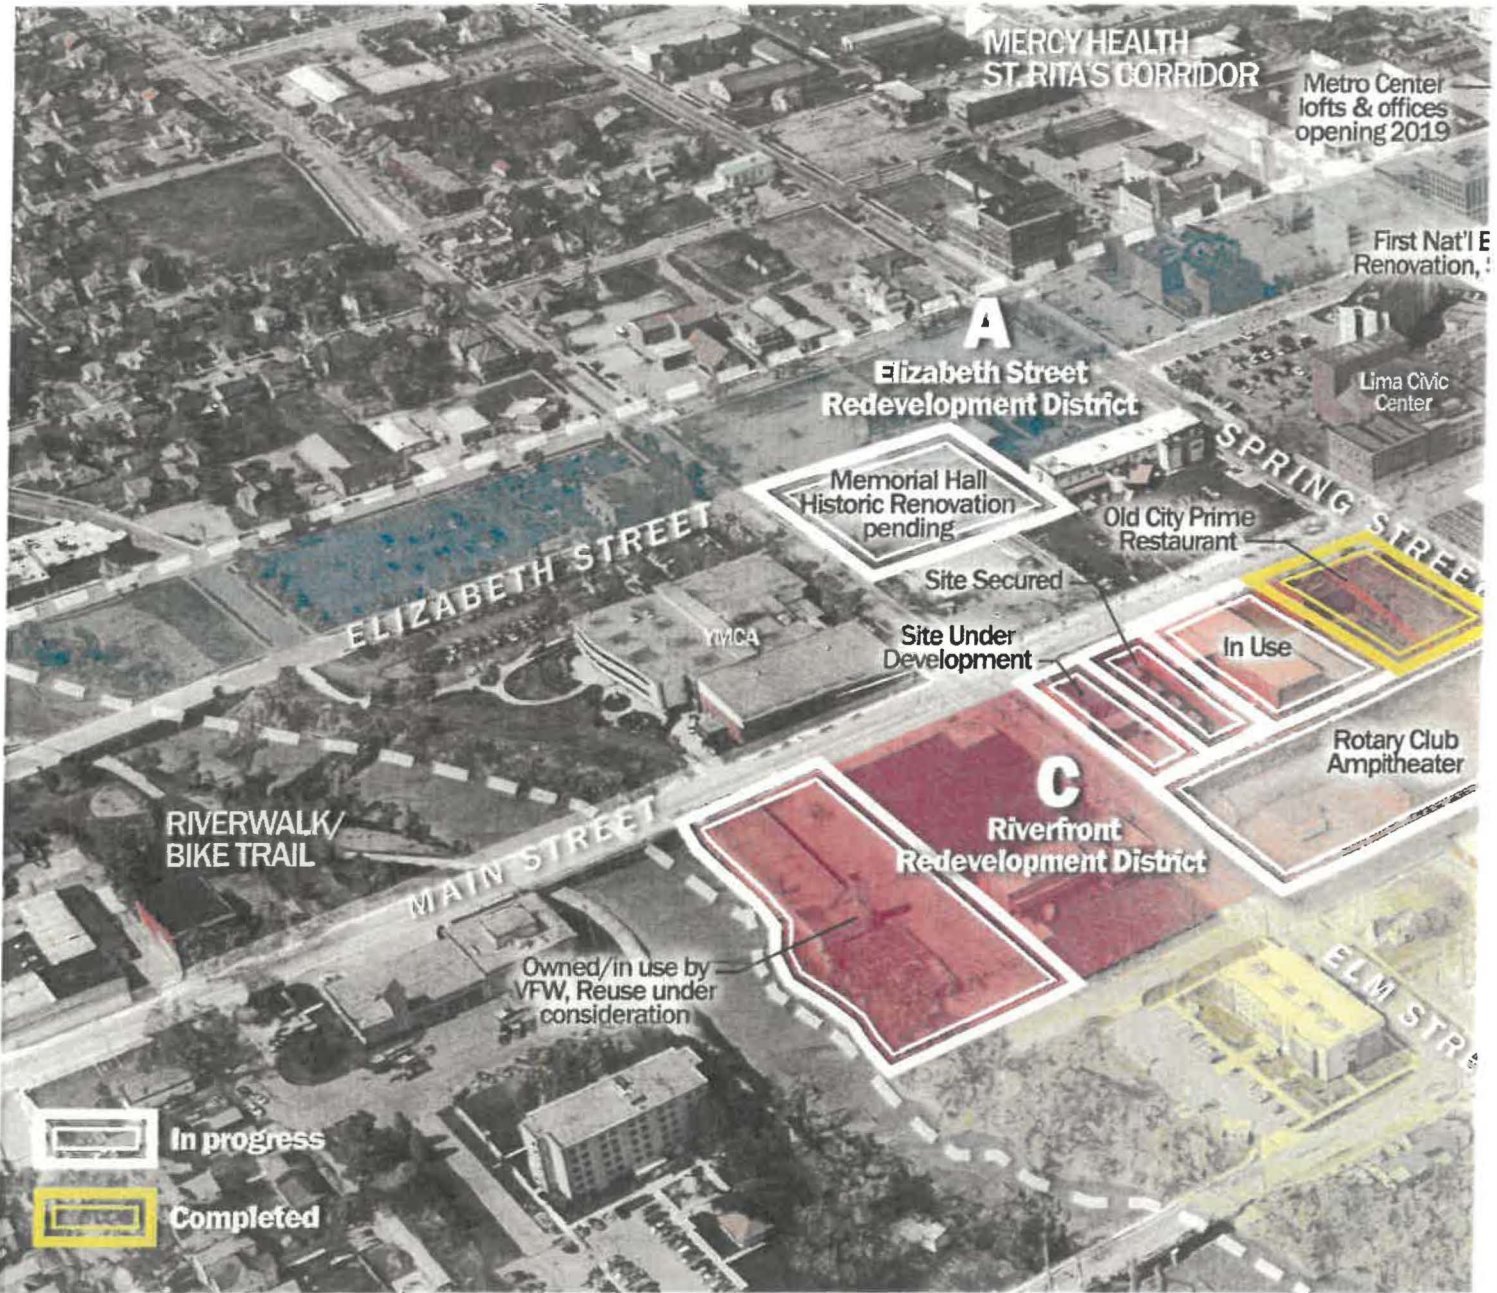 MERCY HEALTH
ST. RITA'S CORRIDOR
Metro Center
lofts & offices
opening 2019
First Nat'l
Renovation,
A
Elizabeth Street
Redevelopment District
Lima Civic
Center
SPRING STREE
Memorial Hall
Historic Renovation
pending
Old City Prime
Restaurant
ELIZABETH STREET
Site Secured
YMCA
Site Under
Development
In Use
Rotary Club
Ampitheater
C
Riverfront
Redevelopment District
RIVERWALK/
BIKE TRAIL
MAIN STREET
Owned/in use by
VFW, Reuse under
consideration
ELM STR
In progress
Completed